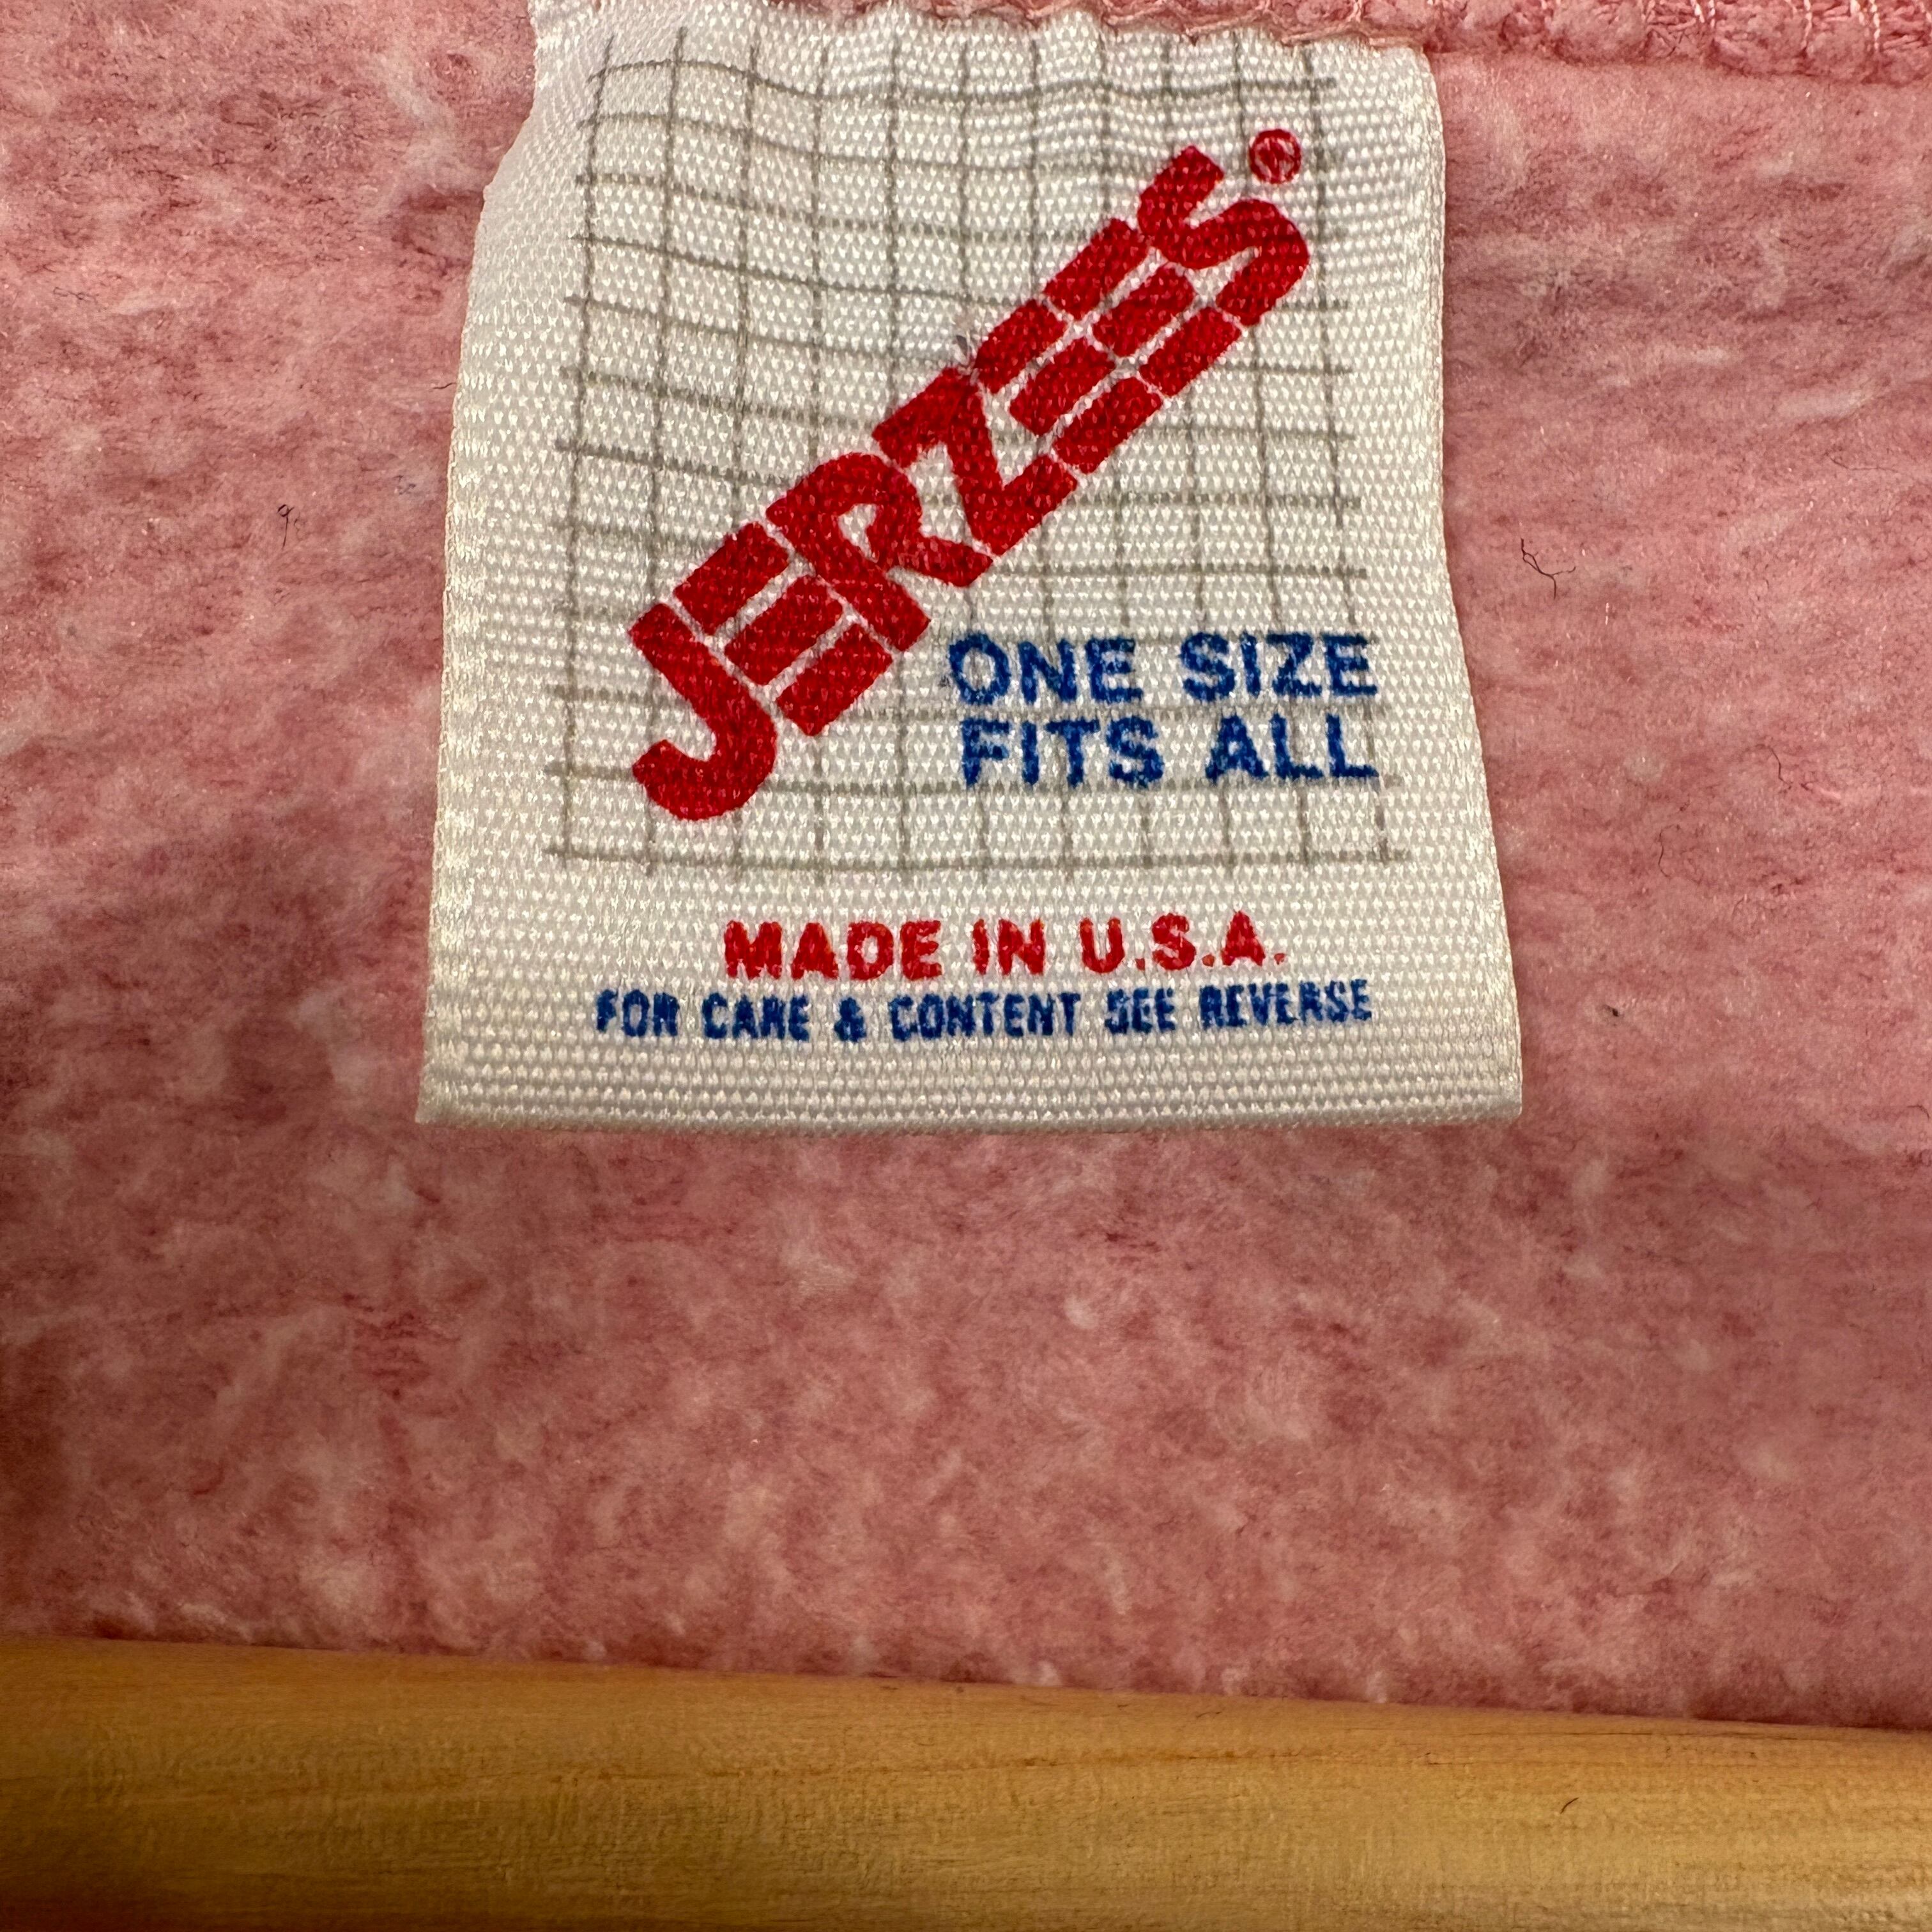 JERZEES®
ONE SIZE
FITS ALL
MADE IN U.S.A.
FOR CARE & CONTENT SEE REVERSE